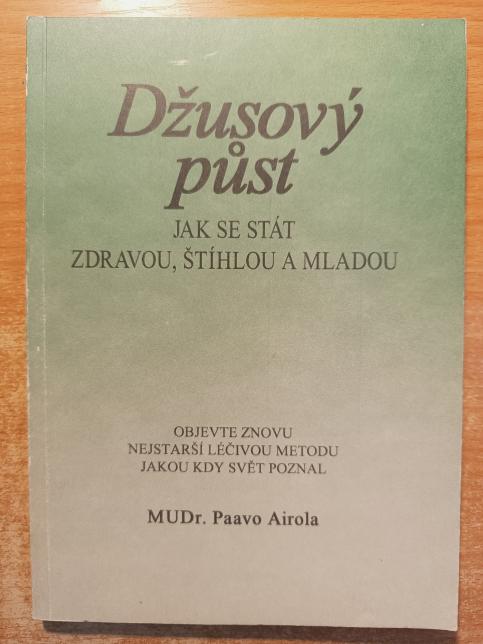 Džusový
půst
JAK SE STÁT
ZDRAVOU, ŠTÍHLOU A MLADOU
OBJEVTE ZNOVU
NEJSTARŠÍ LÉČIVOU METODU
JAKOU KDY SVĚT POZNAL
MUDr. Paavo Airola